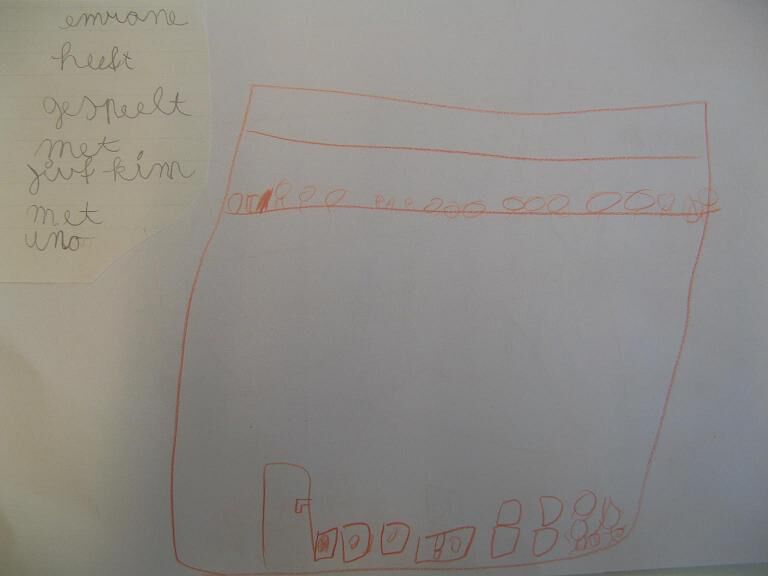 emrane
heeft
gespeelt
met
juf kim
met
uno